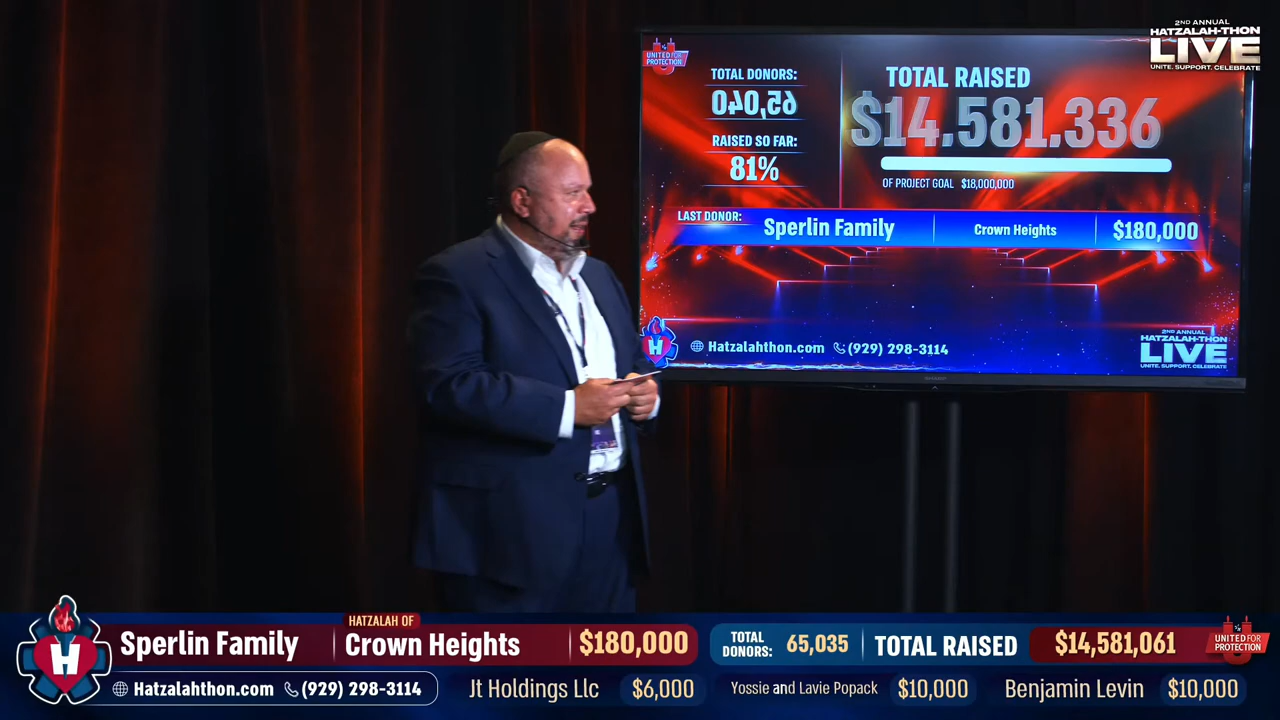 2ND ANNUAL
HATZALAH-THON
LIVE
UNITE. SUPPORT. CELEBRATE
UNITED FOR
PROTECTION
TOTAL DONORS:
65,040
RAISED SO FAR:
81%
TOTAL RAISED
$14,581,336
OF PROJECT GOAL $18,000,000
LAST DONOR:
Sperlin Family
Crown Heights
$180,000
H
Hatzalahthon.com (929) 298-3114
2ND ANNUAL
HATZALAH-THON
LIVE
UNITE. SUPPORT. CELEBRATE
H
Sperlin Family
HATZALAH OF
Crown Heights
$180,000
TOTAL
DONORS:
65,035
TOTAL RAISED
$14,581,061
UNITED FOR
PROTECTION
Hatzalahthon.com (929) 298-3114
Jt Holdings Llc $6,000
Yossie and Lavie Popack $10,000
Benjamin Levin $10,000